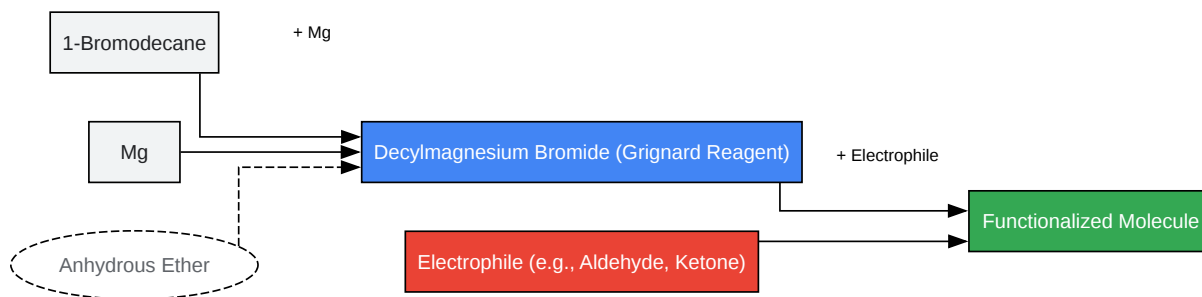 1-Bromodecane
+ Mg
Mg
Decylmagnesium Bromide (Grignard Reagent)
+ Electrophile
Functionalized Molecule
Anhydrous Ether
Electrophile (e.g., Aldehyde, Ketone)